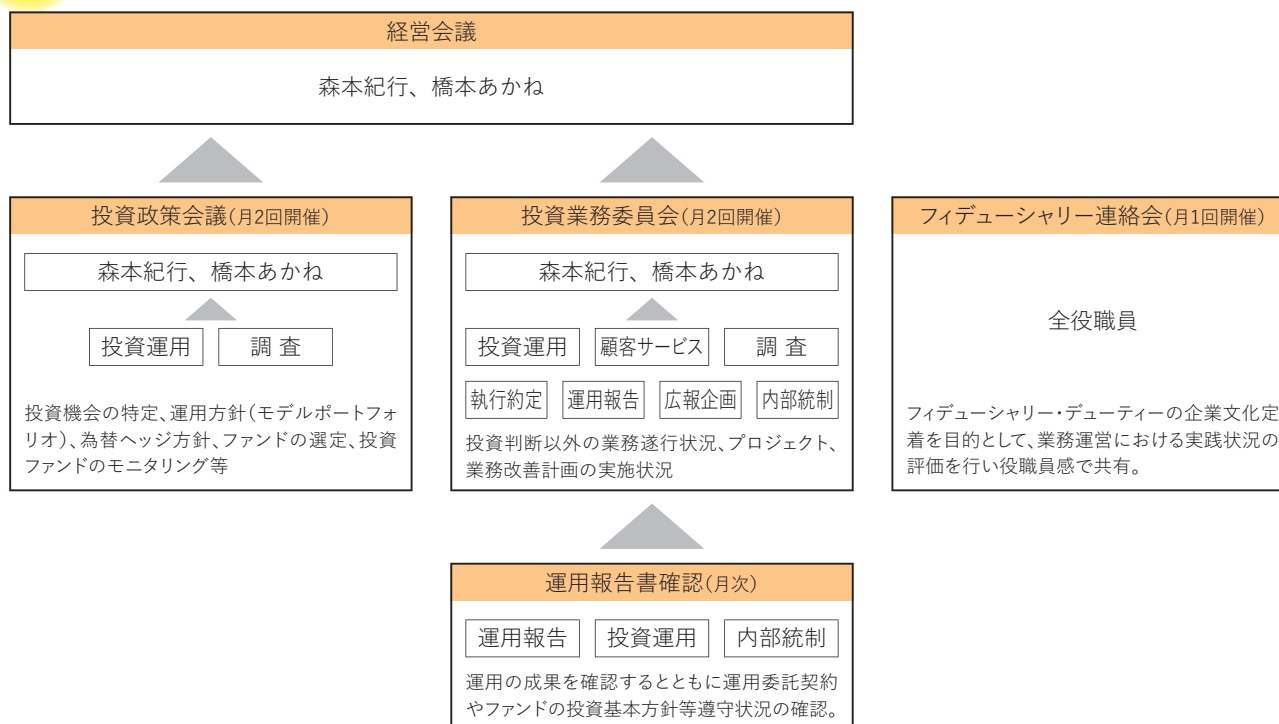 経営会議
森本紀行、橋本あかね
投資政策会議(月2回開催)
森本紀行、橋本あかね
投資運用
調 査
投資機会の特定、運用方針(モデルポートフォ
リオ)、為替ヘッジ方針、ファンドの選定、投資
ファンドのモニタリング等
投資業務委員会(月2回開催)
森本紀行、橋本あかね
投資運用
顧客サービス
調 査
執行約定
運用報告
広報企画
内部統制
投資判断以外の業務遂行状況、プロジェクト、
業務改善計画の実施状況
フィデューシャリー連絡会(月1回開催)
全役職員
フィデューシャリー・デューティーの企業文化定
着を目的として、業務運営における実践状況の
評価を行い役職員感で共有。
運用報告書確認(月次)
運用報告
投資運用
内部統制
運用の成果を確認するとともに運用委託契約
やファンドの投資基本方針等遵守状況の確認。